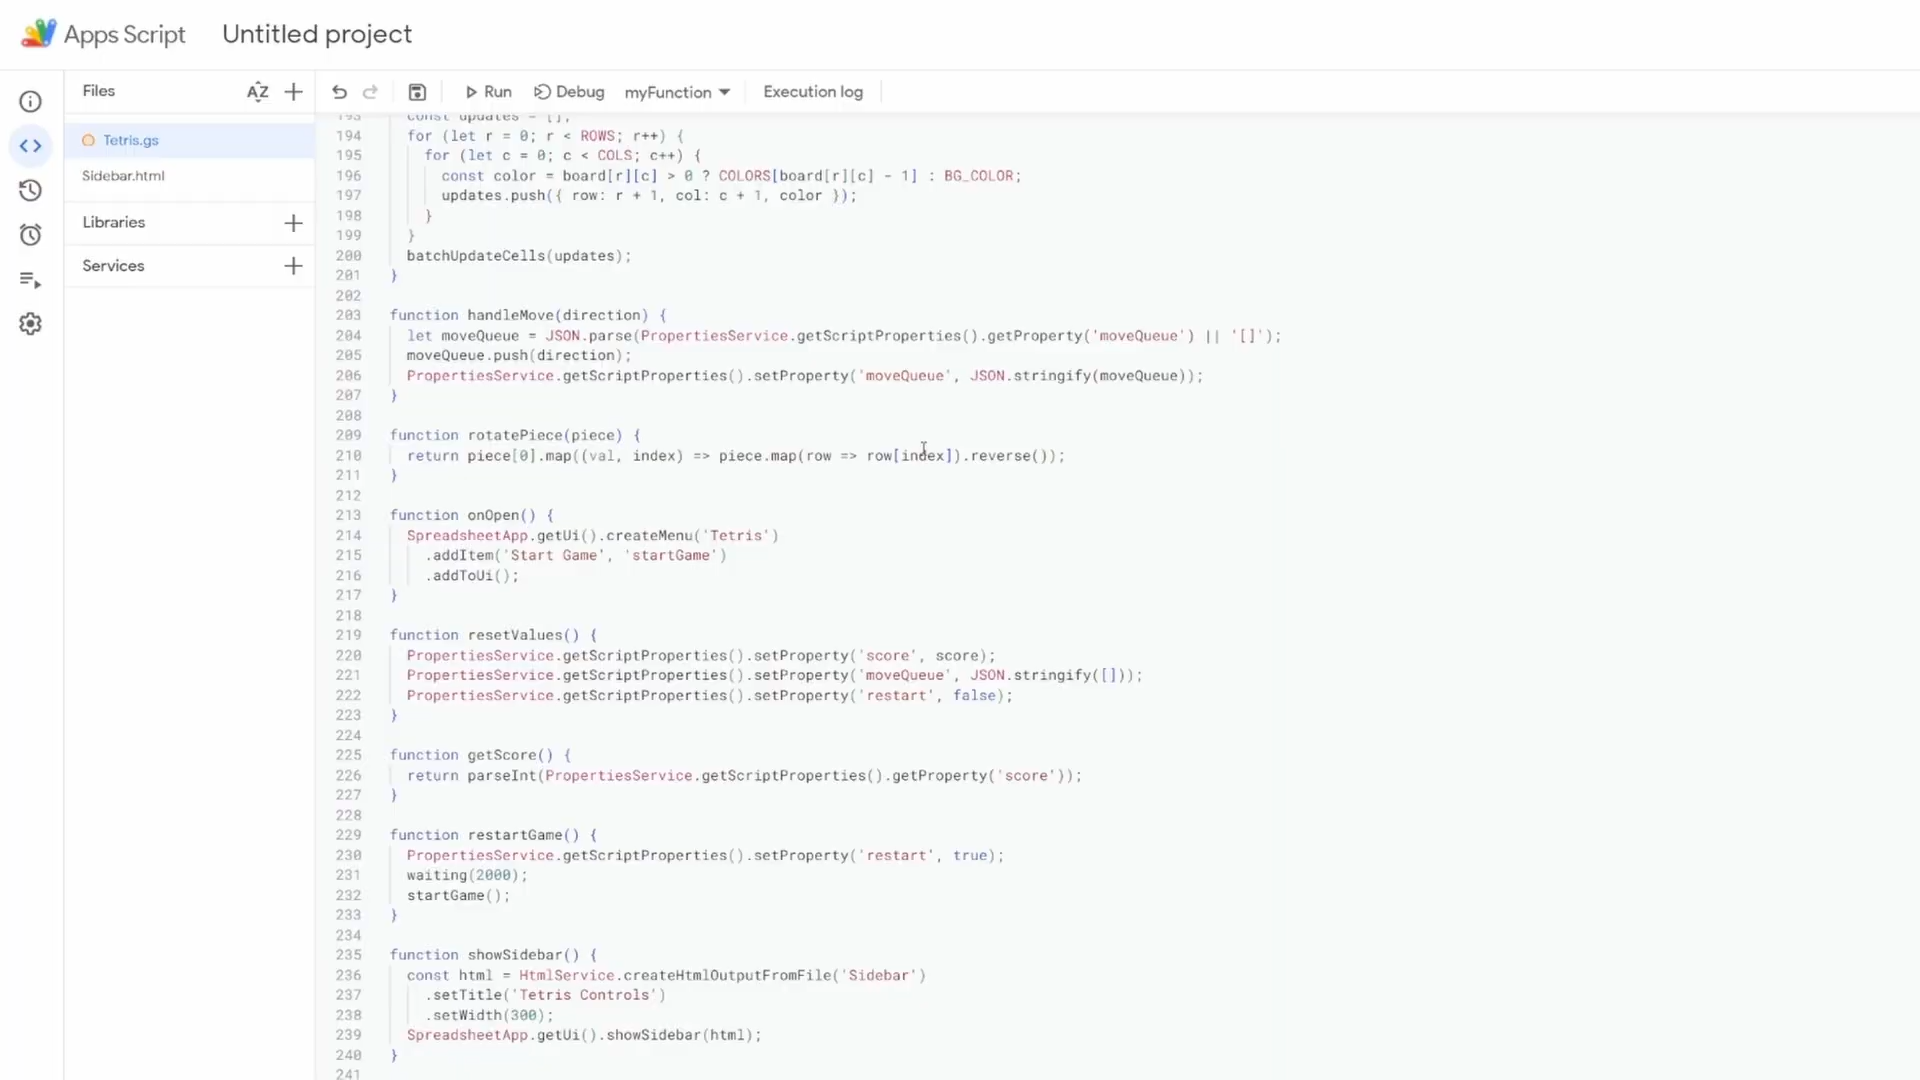 Apps Script Untitled project
Files AZ
Run Debug myFunction Execution log
Tetris.gs
Sidebar.html
Libraries
Services
193 const updates = [];
194 for (let r = 0; r < ROWS; r++) {
195 for (let c = 0; c < COLS; c++) {
196 const color = board[r][c] > 0 ? COLORS[board[r][c] - 1] : BG_COLOR;
197 updates.push({ row: r + 1, col: c + 1, color });
198 }
199 }
200 batchUpdateCells(updates);
201 }
202
203 function handleMove(direction) {
204 let moveQueue = JSON.parse(PropertiesService.getScriptProperties().getProperty('moveQueue') || '[]');
205 moveQueue.push(direction);
206 PropertiesService.getScriptProperties().setProperty('moveQueue', JSON.stringify(moveQueue));
207 }
208
209 function rotatePiece(piece) {
210 return piece[0].map((val, index) => piece.map(row => row[index]).reverse());
211 }
212
213 function onOpen() {
214 SpreadsheetApp.getUi().createMenu('Tetris')
215 .addItem('Start Game', 'startGame')
216 .addToUi();
217 }
218
219 function resetValues() {
220 PropertiesService.getScriptProperties().setProperty('score', score);
221 PropertiesService.getScriptProperties().setProperty('moveQueue', JSON.stringify([]));
222 PropertiesService.getScriptProperties().setProperty('restart', false);
223 }
224
225 function getScore() {
226 return parseInt(PropertiesService.getScriptProperties().getProperty('score'));
227 }
228
229 function restartGame() {
230 PropertiesService.getScriptProperties().setProperty('restart', true);
231 waiting(2000);
232 startGame();
233 }
234
235 function showSidebar() {
236 const html = HtmlService.createHtmlOutputFromFile('Sidebar')
237 .setTitle('Tetris Controls')
238 .setWidth(300);
239 SpreadsheetApp.getUi().showSidebar(html);
240 }
241